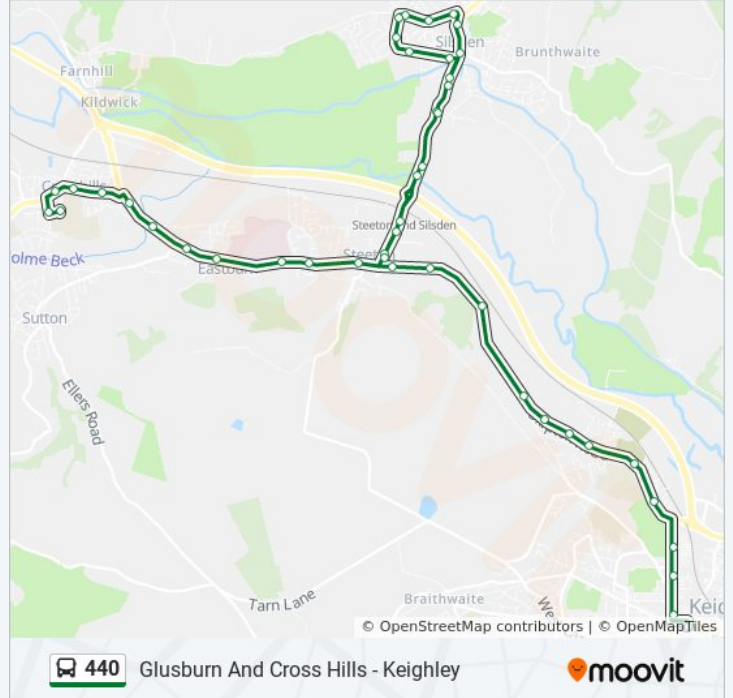 Silsden
Brunthwaite
Farnhill
Kildwick
Steeton and Silsden
Steeton
olme Beck
Eastburn
Sutton
Ellers Road
Tarn Lane
Braithwaite
Keig
© OpenStreetMap contributors | © OpenMapTiles
440 Glusburn And Cross Hills - Keighley
moovit